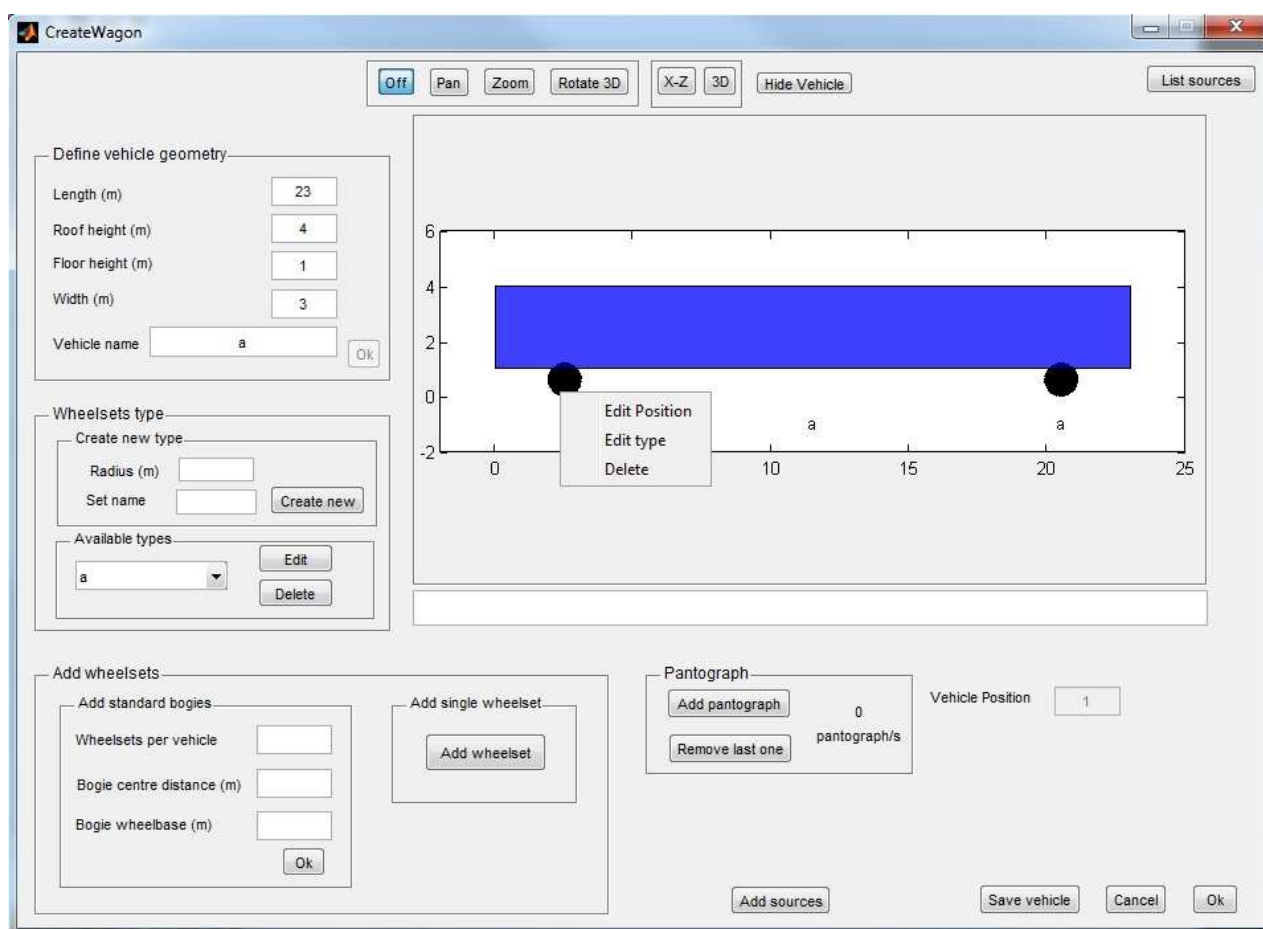 CreateWagon
Off Pan Zoom Rotate 3D X-Z 3D Hide Vehicle List sources
Define vehicle geometry
Length (m) 23
Roof height (m) 4
Floor height (m) 1
Width (m) 3
Vehicle name a Ok
Wheelsets type
Create new type
Radius (m)
Set name Create new
Available types
a Edit
Delete
6
4
2
0
-2
0 10 15 20 25
a a
Edit Position
Edit type
Delete
Add wheelsets
Add standard bogies
Wheelsets per vehicle
Bogie centre distance (m)
Bogie wheelbase (m)
Ok
Add single wheelset
Add wheelset
Pantograph
Add pantograph 0
Remove last one pantograph/s
Vehicle Position 1
Add sources Save vehicle Cancel Ok